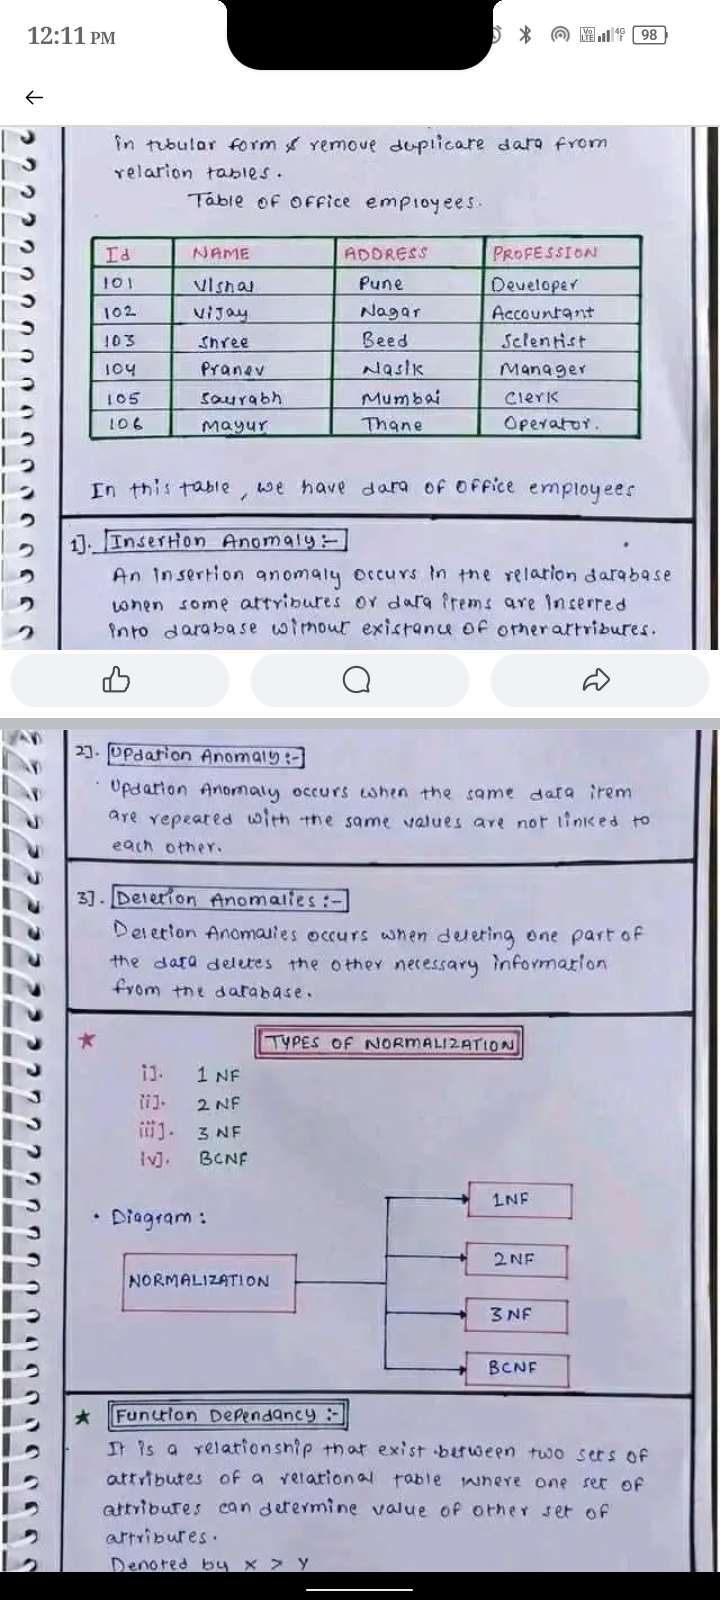 12:11 PM
Vo LTE 4G 98
in tubular form & remove duplicate data from
relation tables.
Table of office employees.
Id NAME ADDRESS PROFESSION
101 Vishal Pune Developer
102 Vijay Nagar Accountant
103 Shree Beed Scientist
104 Pranev Nasik Manager
105 Saurabh Mumbai Clerk
106 Mayur Thane Operator.
In this table, we have data of office employees
1]. Insertion Anomaly :-
An insertion anomaly occurs in the relation database
when some attributes or data items are inserted
into database without existance of other attributes.
2]. Updation Anomaly :-
Updation Anomaly occurs when the same data item
are repeated with the same values are not linked to
each other.
3]. Deletion Anomalies :-
Deletion Anomalies occurs when deleting one part of
the data deletes the other necessary information
from the database.
TYPES OF NORMALIZATION
i]. 1 NF
ii]. 2 NF
iii]. 3 NF
iv]. BCNF
• Diagram :
NORMALIZATION
1NF
2NF
3NF
BCNF
Function Dependancy :-
It is a relationship that exist between two sets of
attributes of a relational table where one set of
attributes can determine value of other set of
attributes.
Denoted by x > y